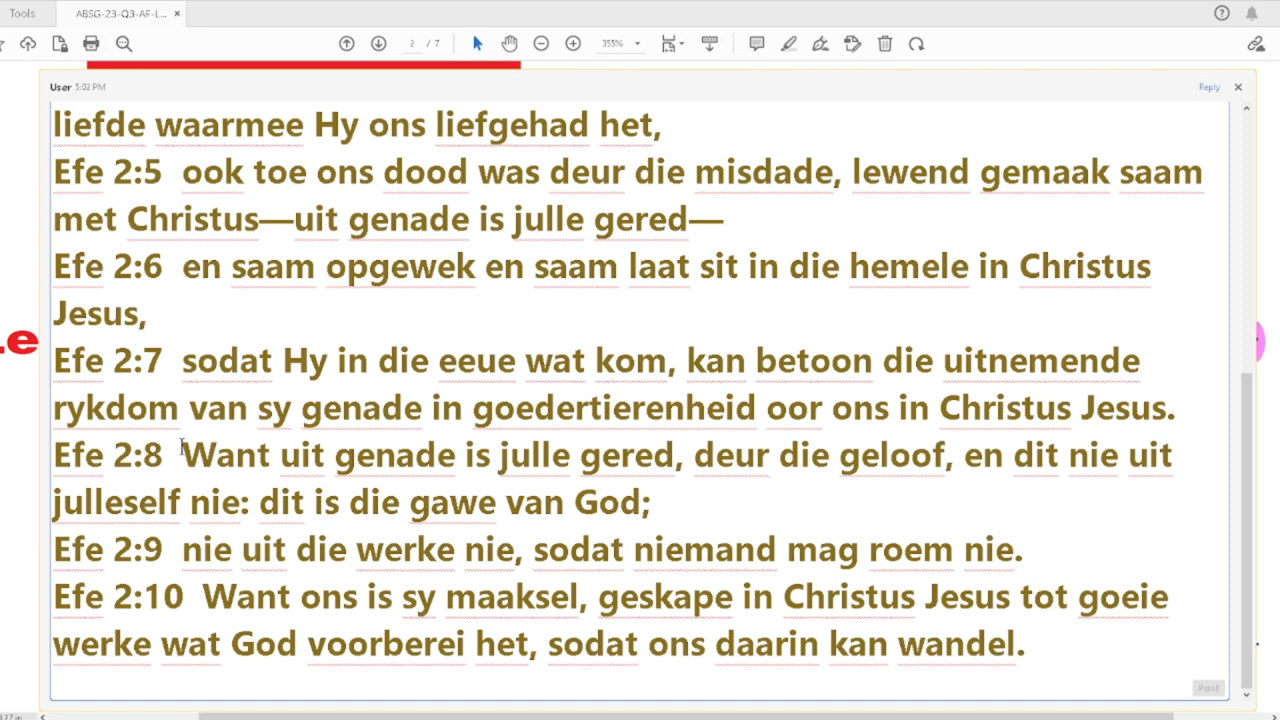 Tools
ABSG-23-Q3-AF-L...
2 / 7
355%
User 5:02 PM
Reply
liefde waarmee Hy ons liefgehad het,
Efe 2:5 ook toe ons dood was deur die misdade, lewend gemaak saam
met Christus—uit genade is julle gered—
Efe 2:6 en saam opgewek en saam laat sit in die hemele in Christus
Jesus,
Efe 2:7 sodat Hy in die eeue wat kom, kan betoon die uitnemende
rykdom van sy genade in goedertierenheid oor ons in Christus Jesus.
Efe 2:8 Want uit genade is julle gered, deur die geloof, en dit nie uit
julleself nie: dit is die gawe van God;
Efe 2:9 nie uit die werke nie, sodat niemand mag roem nie.
Efe 2:10 Want ons is sy maaksel, geskape in Christus Jesus tot goeie
werke wat God voorberei het, sodat ons daarin kan wandel.
Post